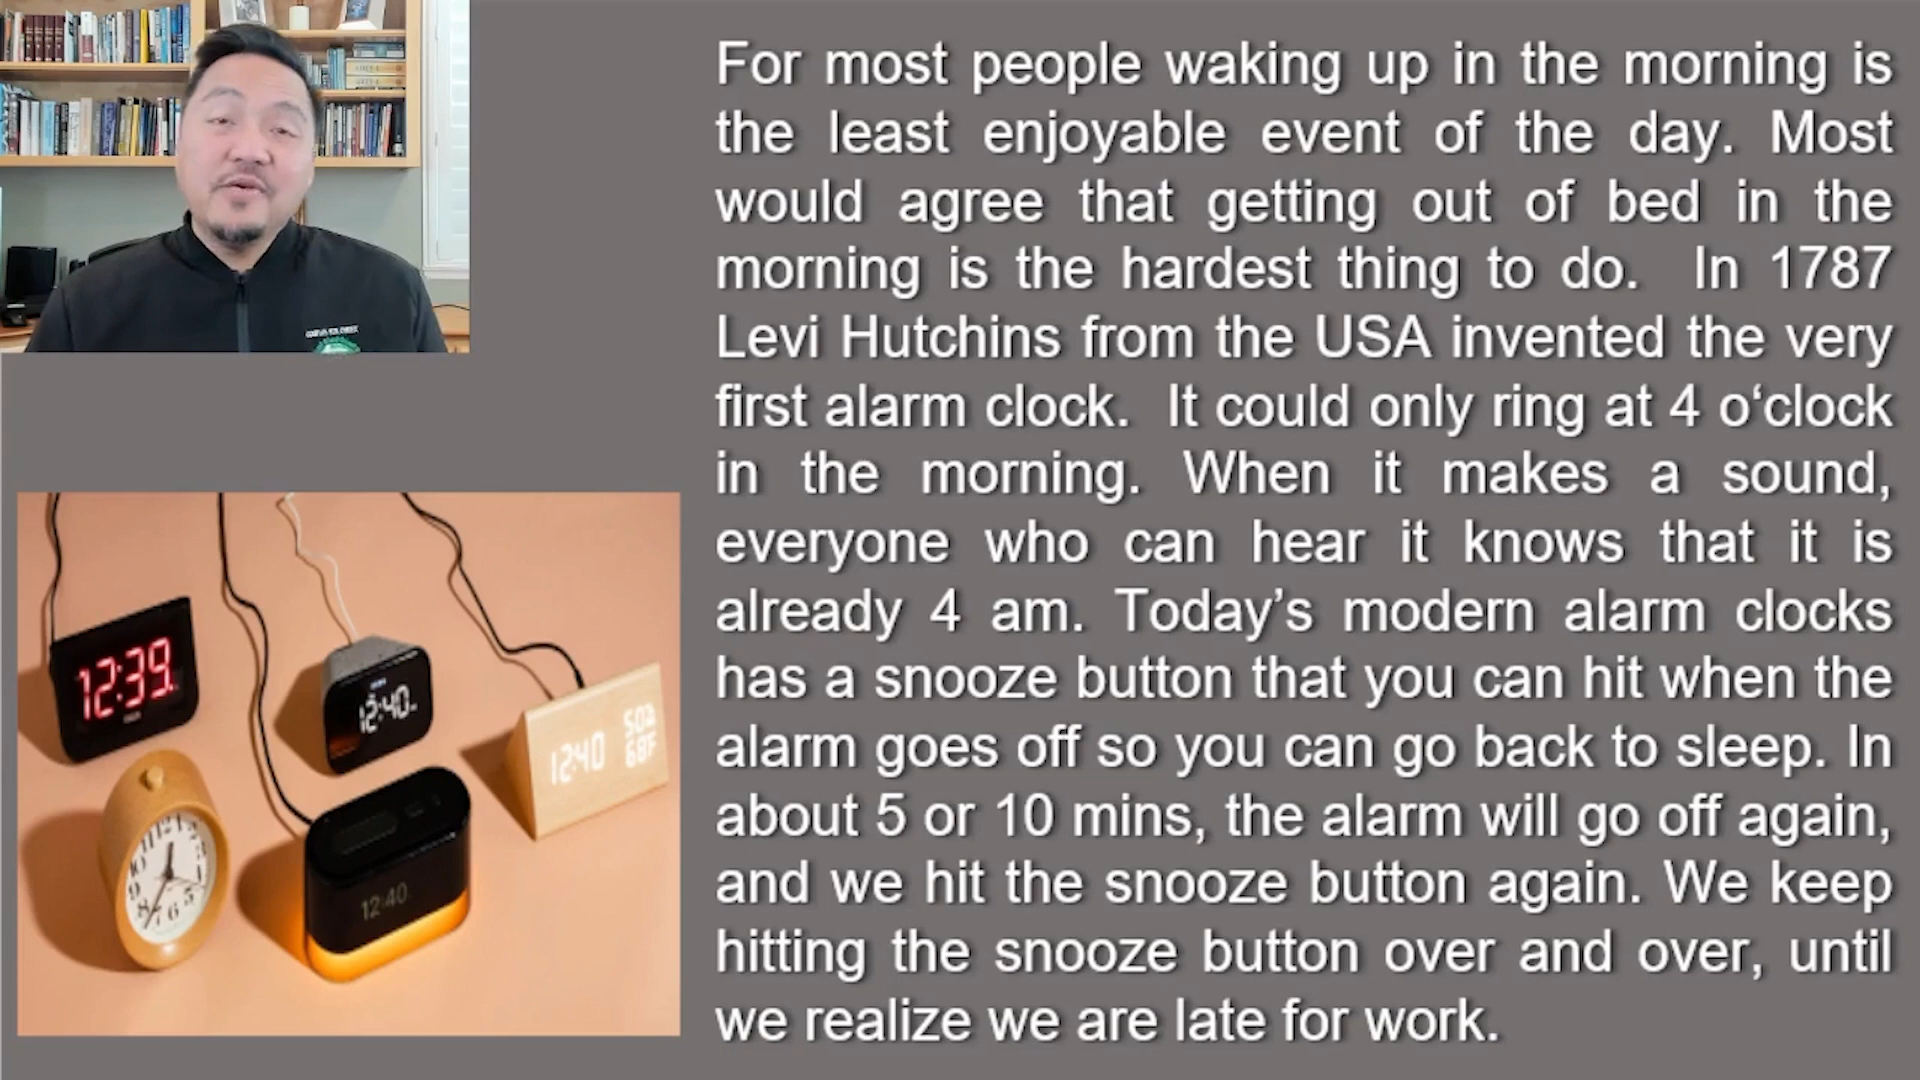 For most people waking up in the morning is
the least enjoyable event of the day. Most
would agree that getting out of bed in the
morning is the hardest thing to do. In 1787
Levi Hutchins from the USA invented the very
first alarm clock. It could only ring at 4 o‘clock
in the morning. When it makes a sound,
everyone who can hear it knows that it is
already 4 am. Today’s modern alarm clocks
has a snooze button that you can hit when the
alarm goes off so you can go back to sleep. In
about 5 or 10 mins, the alarm will go off again,
and we hit the snooze button again. We keep
hitting the snooze button over and over, until
we realize we are late for work.
12:39
12:40
12:40
68F
12:40